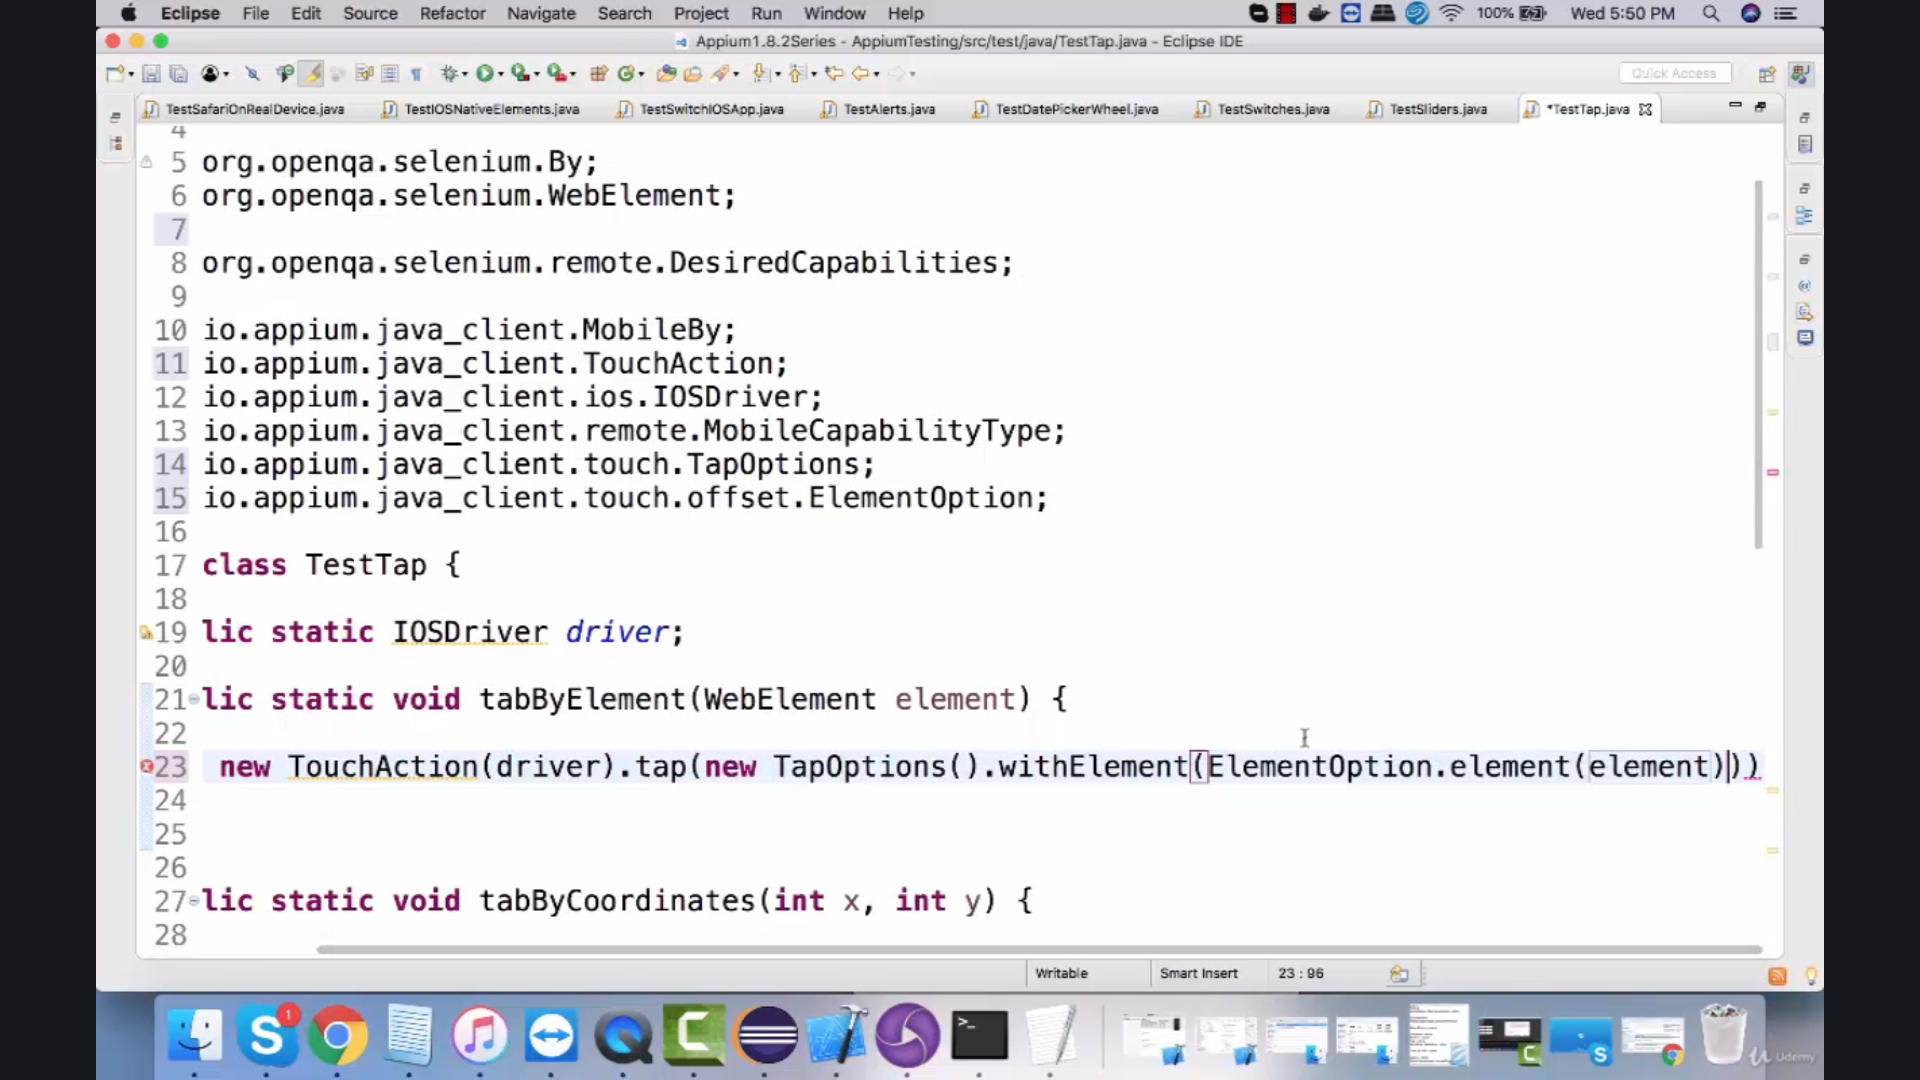 Eclipse File Edit Source Refactor Navigate Search Project Run Window Help 100% Wed 5:50 PM
Appium1.8.2Series - AppiumTesting/src/test/java/TestTap.java - Eclipse IDE
Quick Access
TestSafariOnRealDevice.java TestIOSNativeElements.java TestSwitchIOSApp.java TestAlerts.java TestDatePickerWheel.java TestSwitches.java TestSliders.java *TestTap.java
4
5 org.openqa.selenium.By;
6 org.openqa.selenium.WebElement;
7
8 org.openqa.selenium.remote.DesiredCapabilities;
9
10 io.appium.java_client.MobileBy;
11 io.appium.java_client.TouchAction;
12 io.appium.java_client.ios.IOSDriver;
13 io.appium.java_client.remote.MobileCapabilityType;
14 io.appium.java_client.touch.TapOptions;
15 io.appium.java_client.touch.offset.ElementOption;
16
17 class TestTap {
18
19 lic static IOSDriver driver;
20
21 lic static void tabByElement(WebElement element) {
22
23 new TouchAction(driver).tap(new TapOptions().withElement(ElementOption.element(element)))
24
25
26
27 lic static void tabByCoordinates(int x, int y) {
28
Writable Smart Insert 23 : 96
1
Udemy